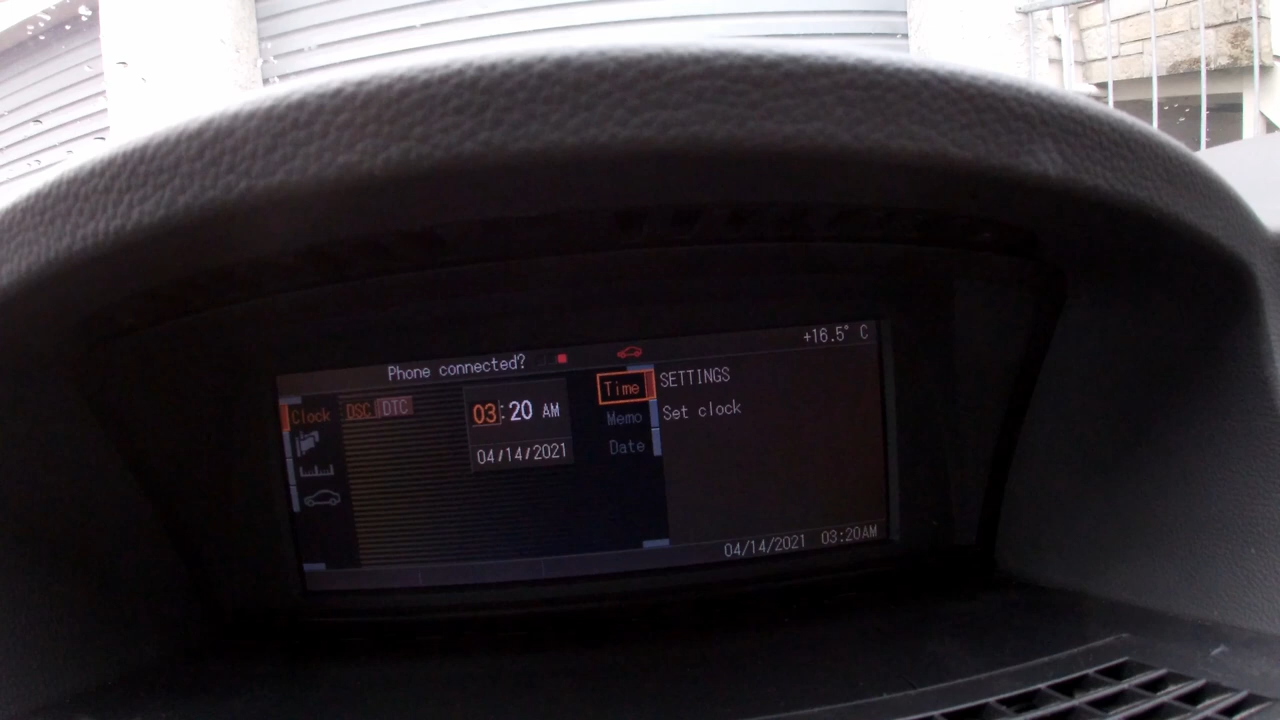 Phone connected?
+16.5° C
Clock
DSC DTC
03:20 AM
04/14/2021
Time
Memo
Date
SETTINGS
Set clock
04/14/2021 03:20AM